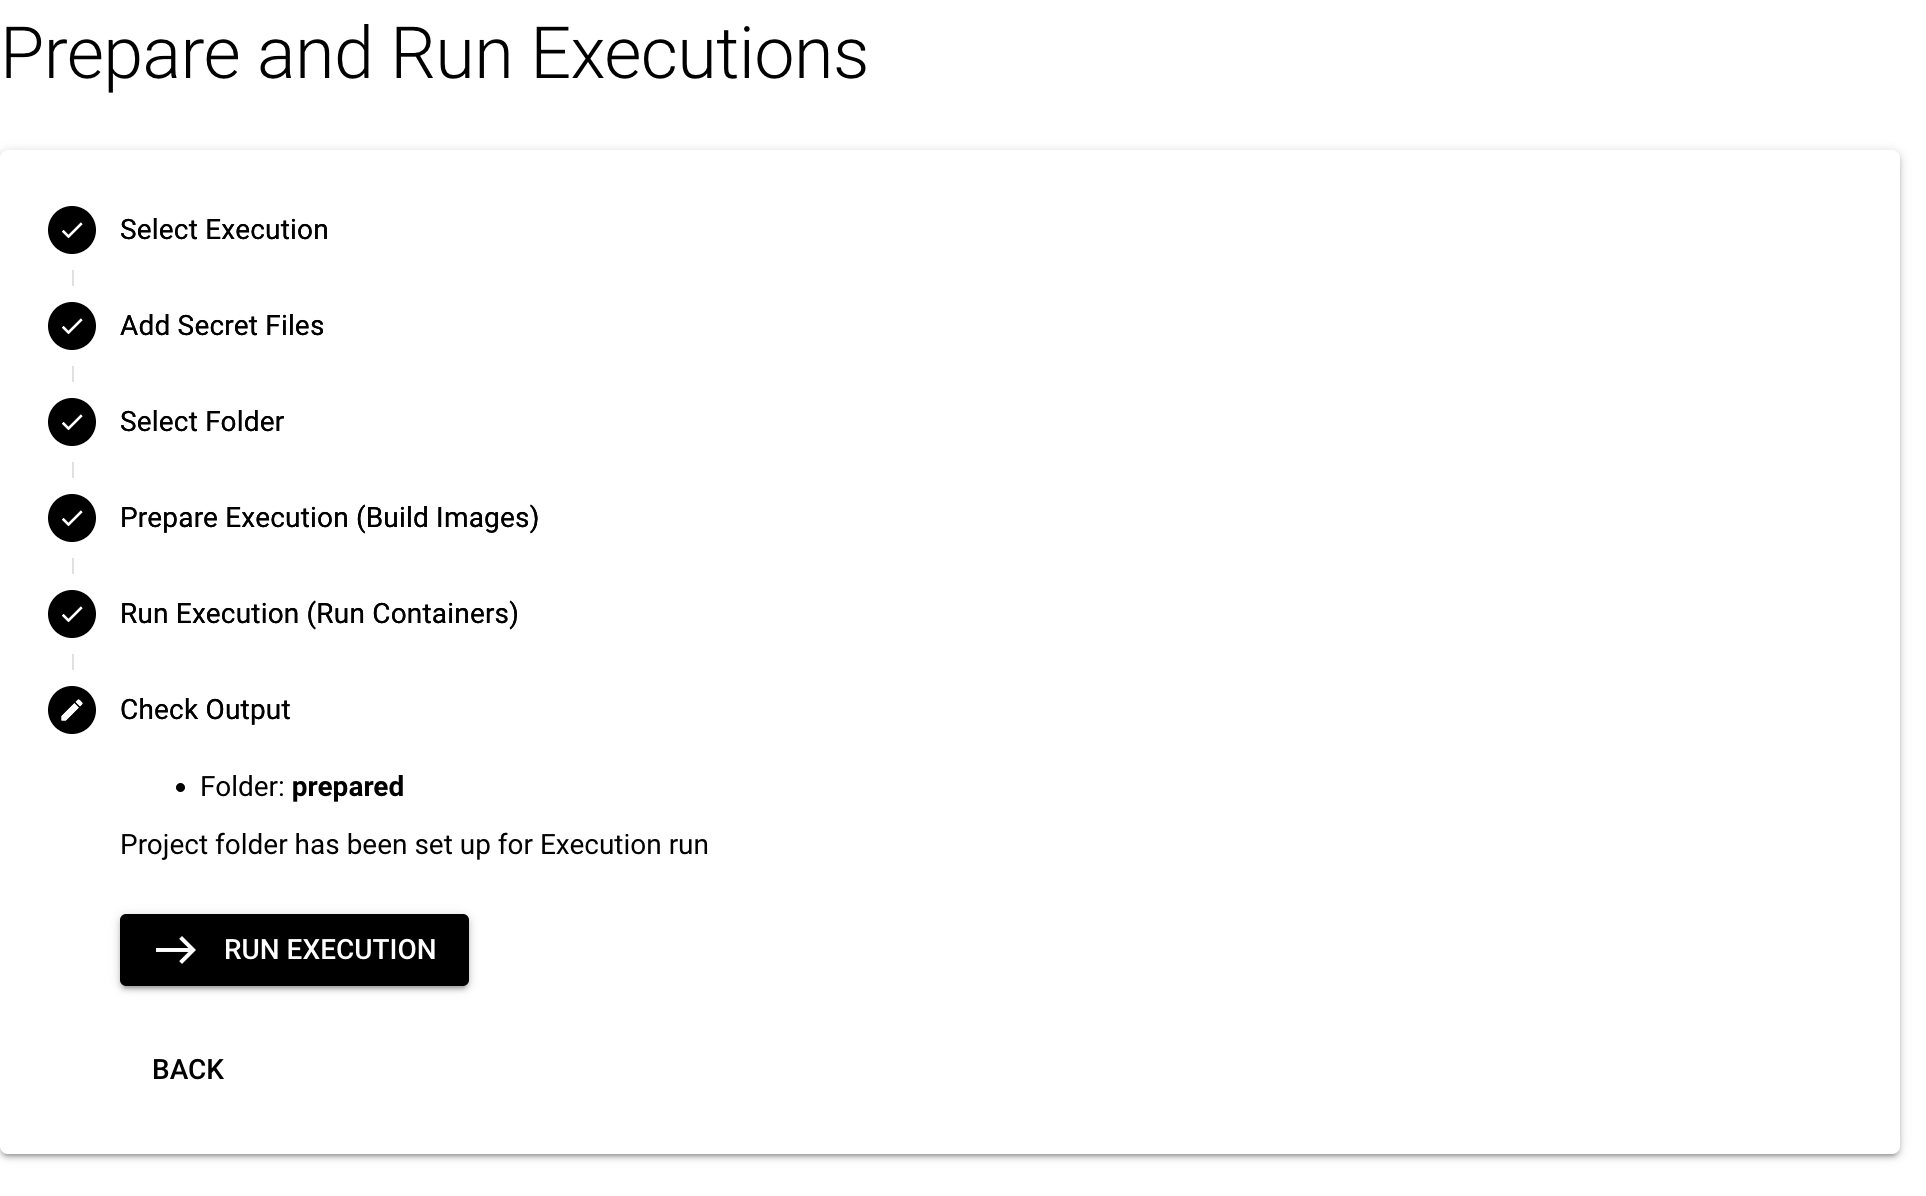 Prepare and Run Executions
Select Execution
Add Secret Files
Select Folder
Prepare Execution (Build Images)
Run Execution (Run Containers)
Check Output
• Folder: prepared
Project folder has been set up for Execution run
RUN EXECUTION
BACK